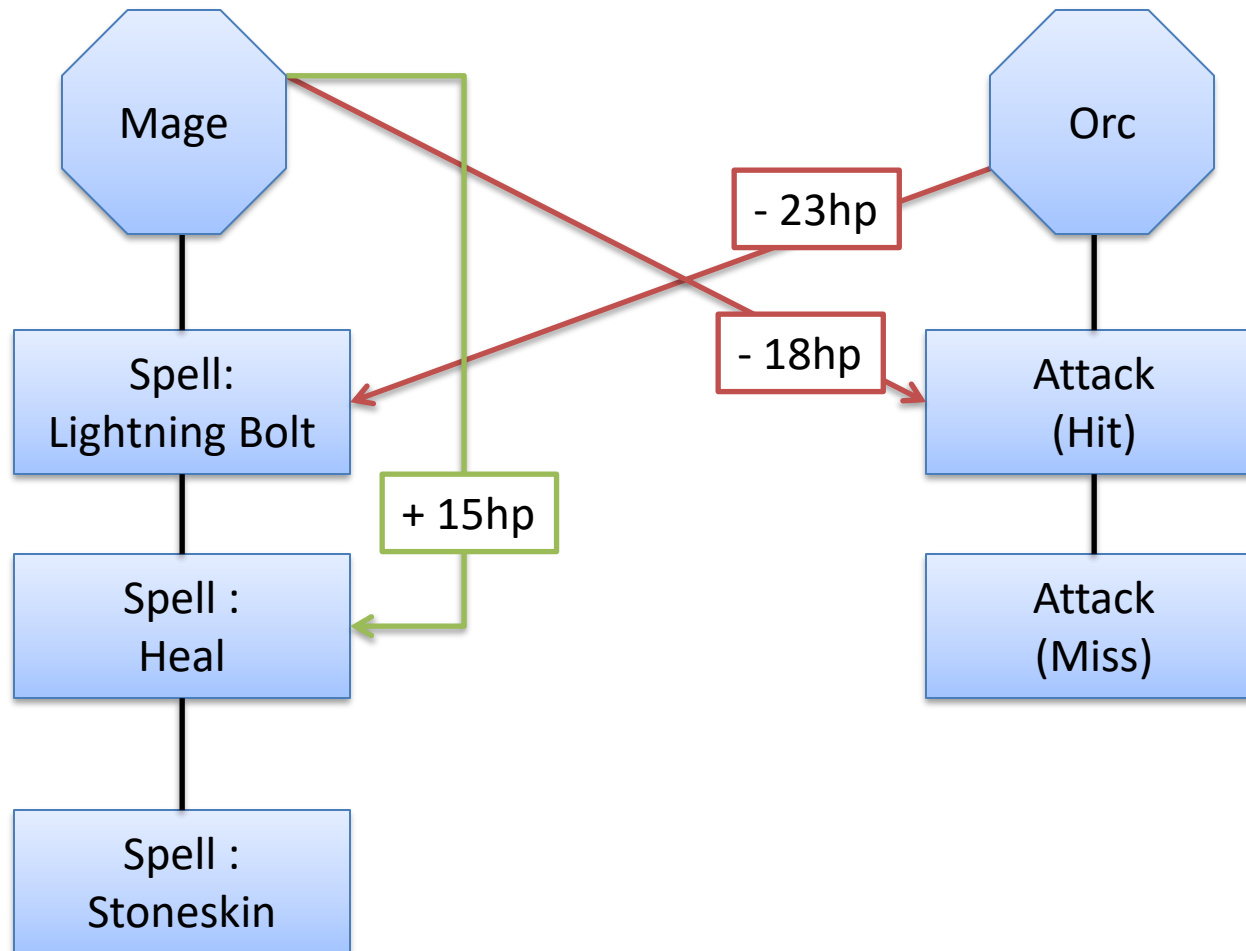 Mage
Orc
- 23hp
- 18hp
Spell:
Lightning Bolt
Attack
(Hit)
+ 15hp
Spell :
Heal
Attack
(Miss)
Spell :
Stoneskin